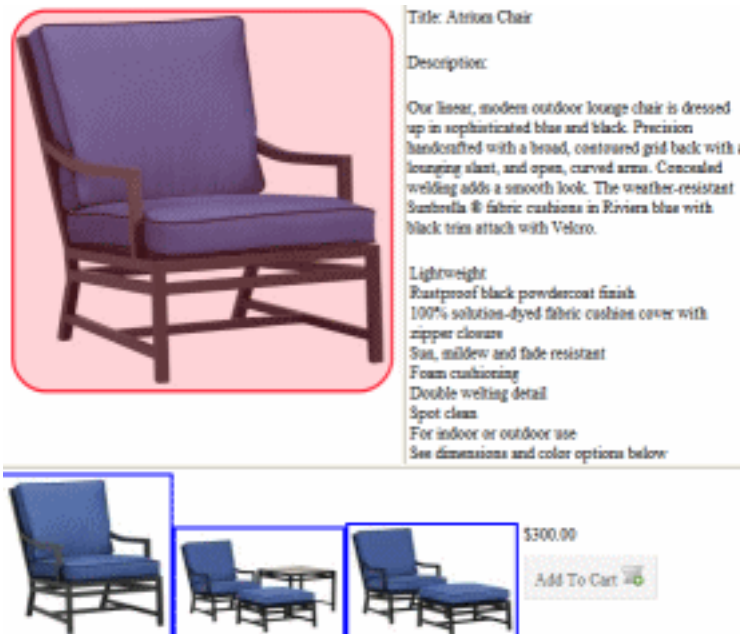 Title: Atrium Chair
Description:
Our linear, modern outdoor lounge chair is dressed
up in sophisticated blue and black. Precision
handcrafted with a broad, contoured grid back with a
lounging slant, and open, curved arms. Concealed
welding adds a smooth look. The weather-resistant
Sunbrella ® fabric cushions in Riviera blue with
black trim attach with Velcro.
Lightweight
Rustproof black powdercoat finish
100% solution-dyed fabric cushion cover with
zipper closure
Sun, mildew and fade resistant
Foam cushioning
Double welting detail
Spot clean
For indoor or outdoor use
See dimensions and color options below
$300.00
Add To Cart